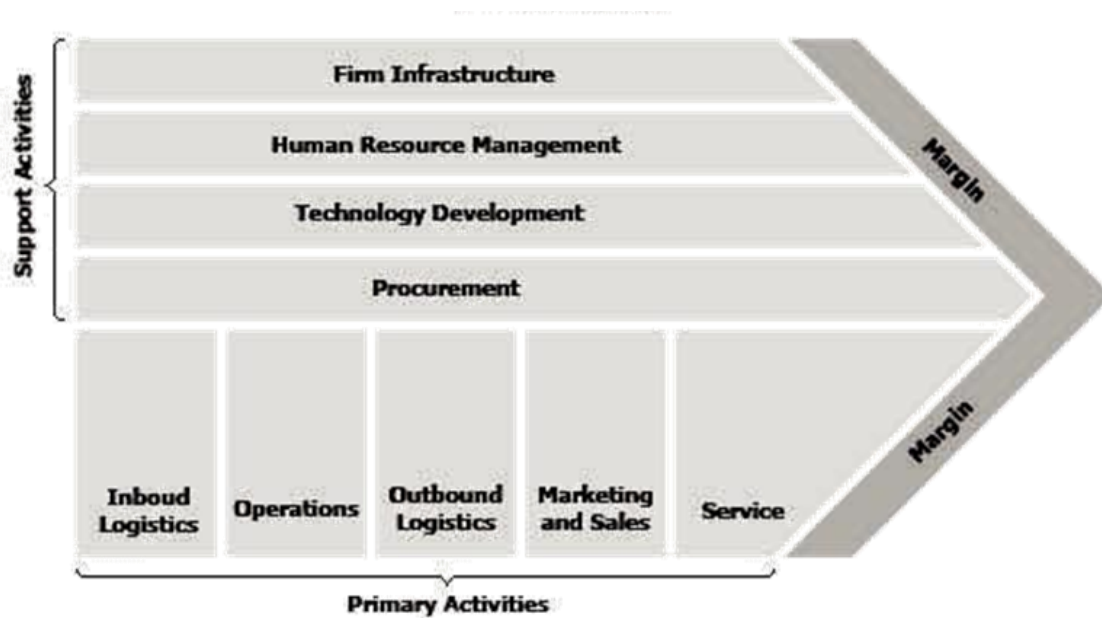 Support Activities
Firm Infrastructure
Human Resource Management
Technology Development
Procurement
Margin
Margin
Inboud
Logistics
Operations
Outbound
Logistics
Marketing
and Sales
Service
Primary Activities